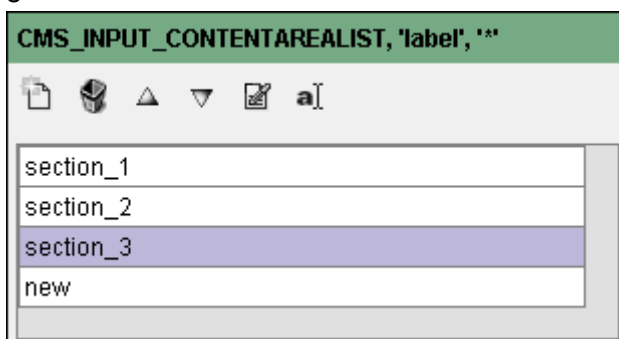 CMS_INPUT_CONTENTAREALIST, 'label', '*'
a
section_1
section_2
section_3
new